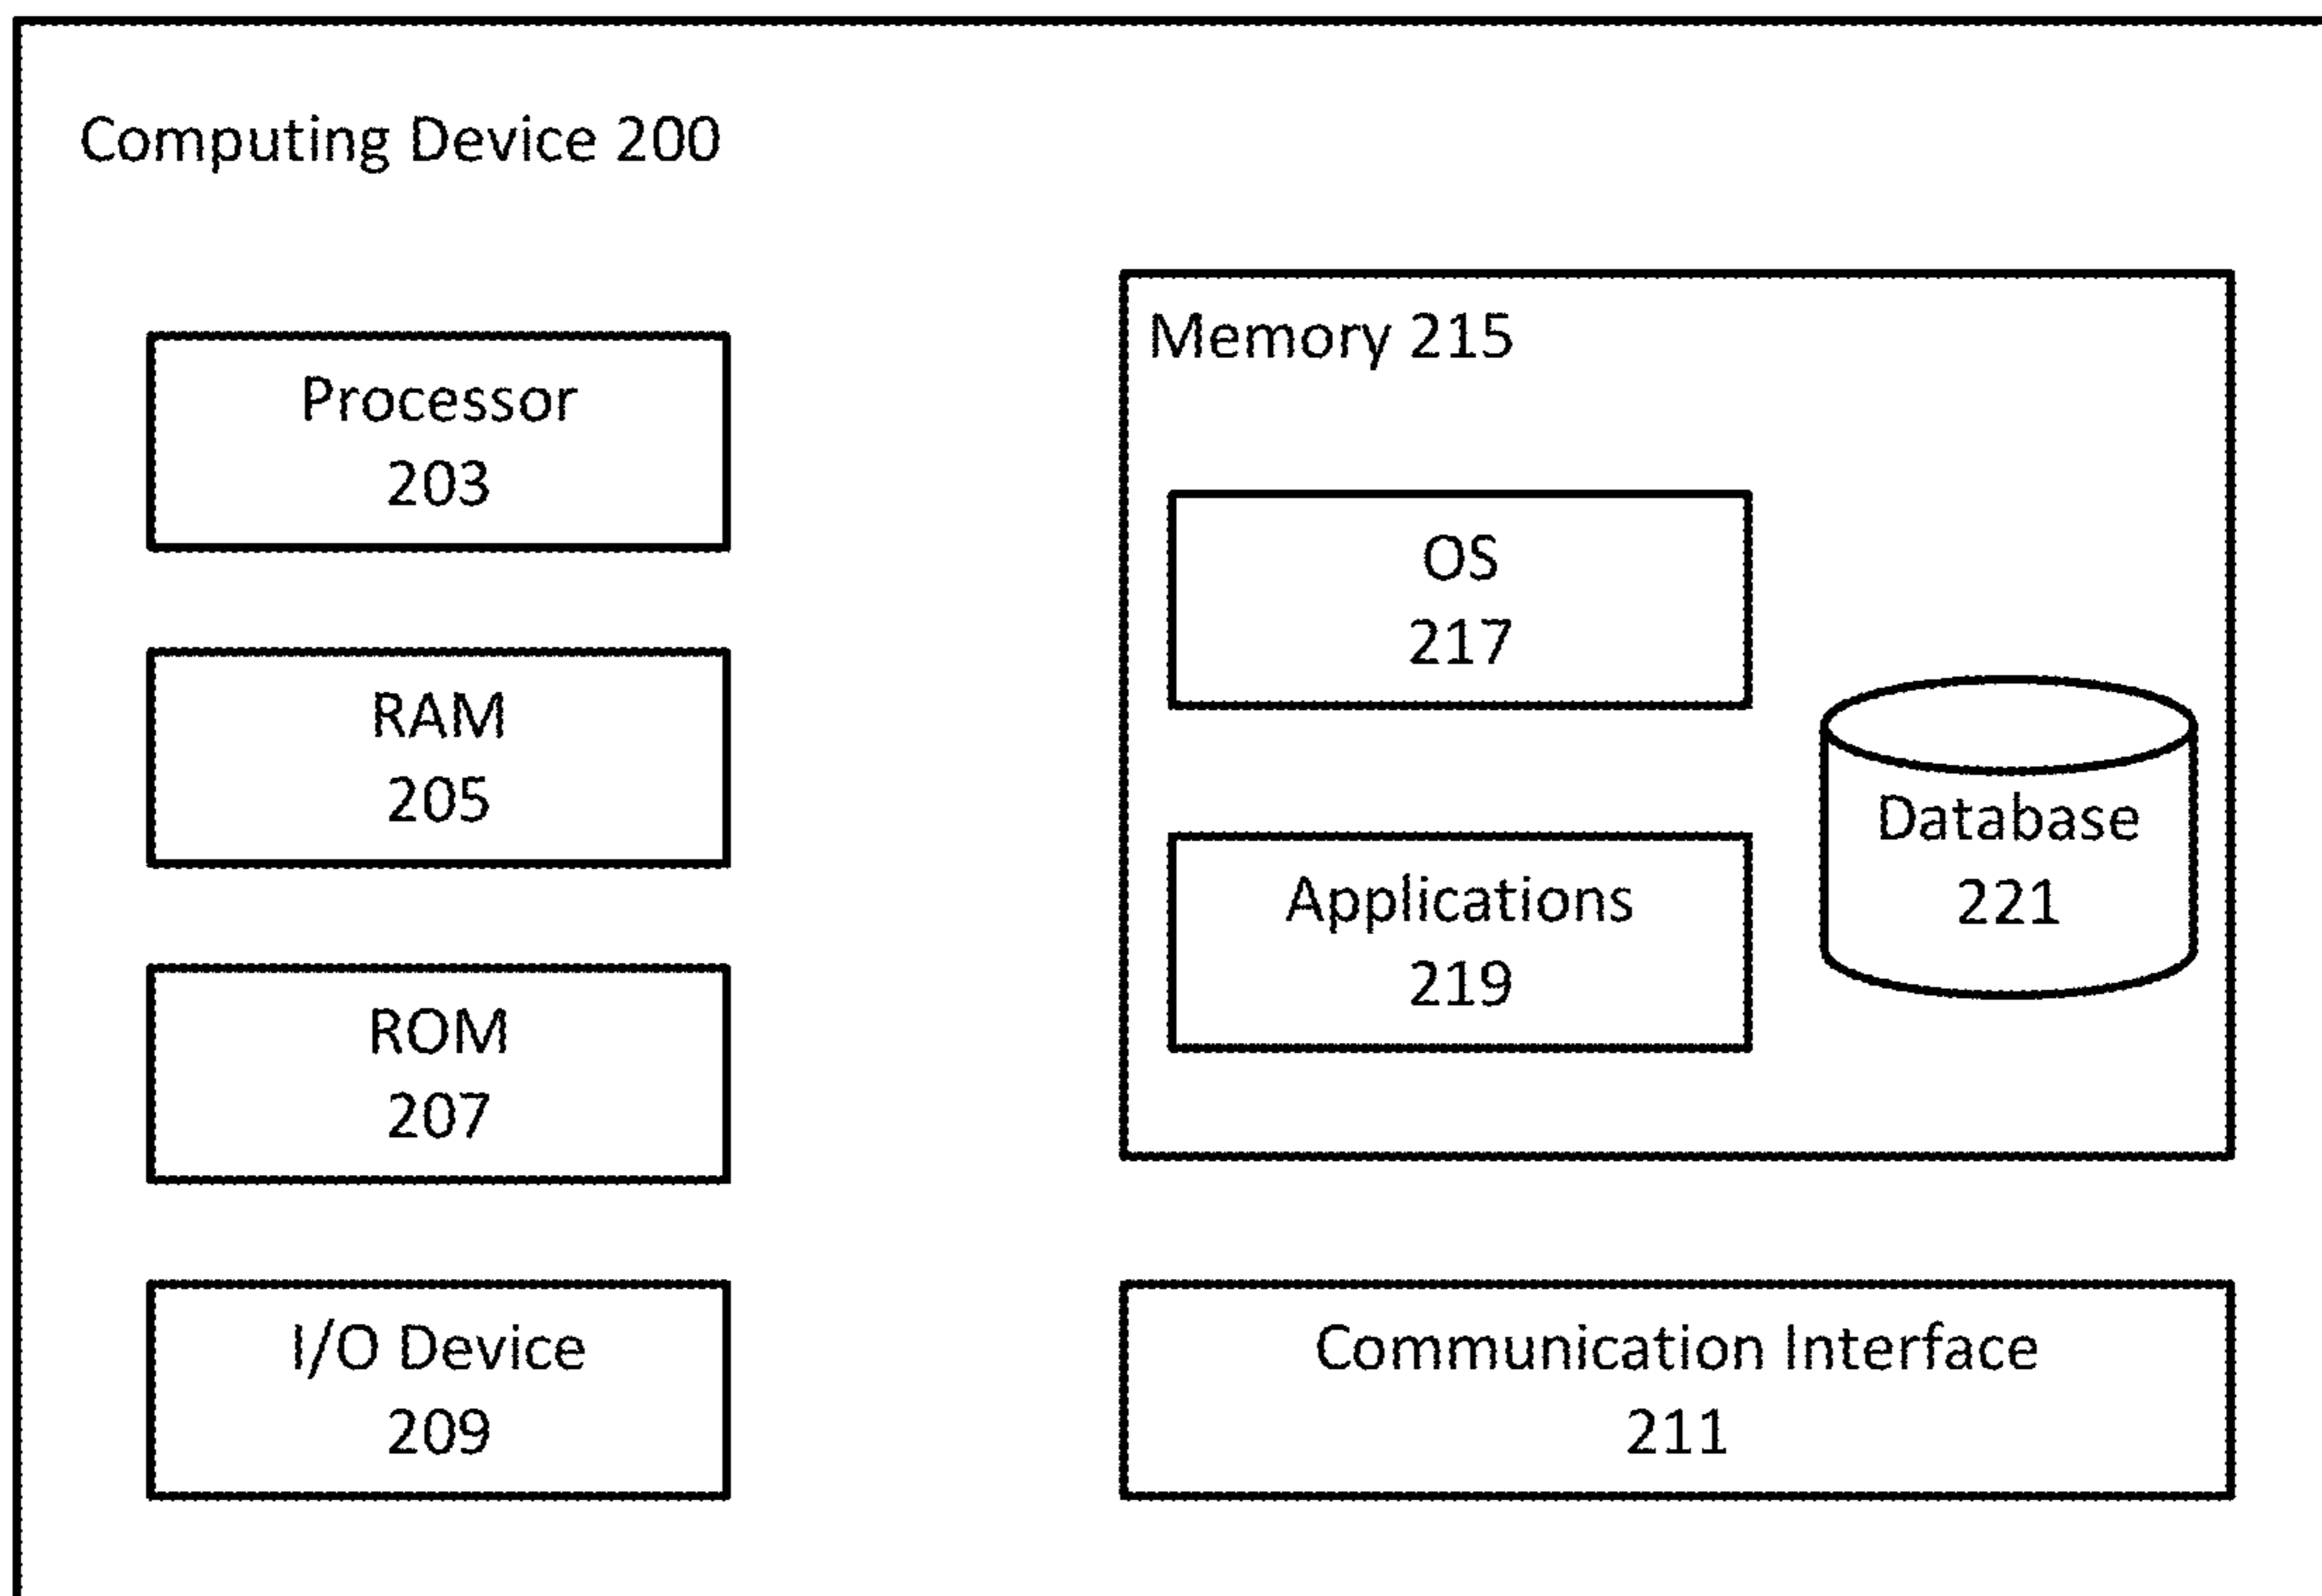 Computing Device 200
Processor
203
RAM
205
ROM
207
I/O Device
209
Memory 215
OS
217
Applications
219
Database
221
Communication Interface
211